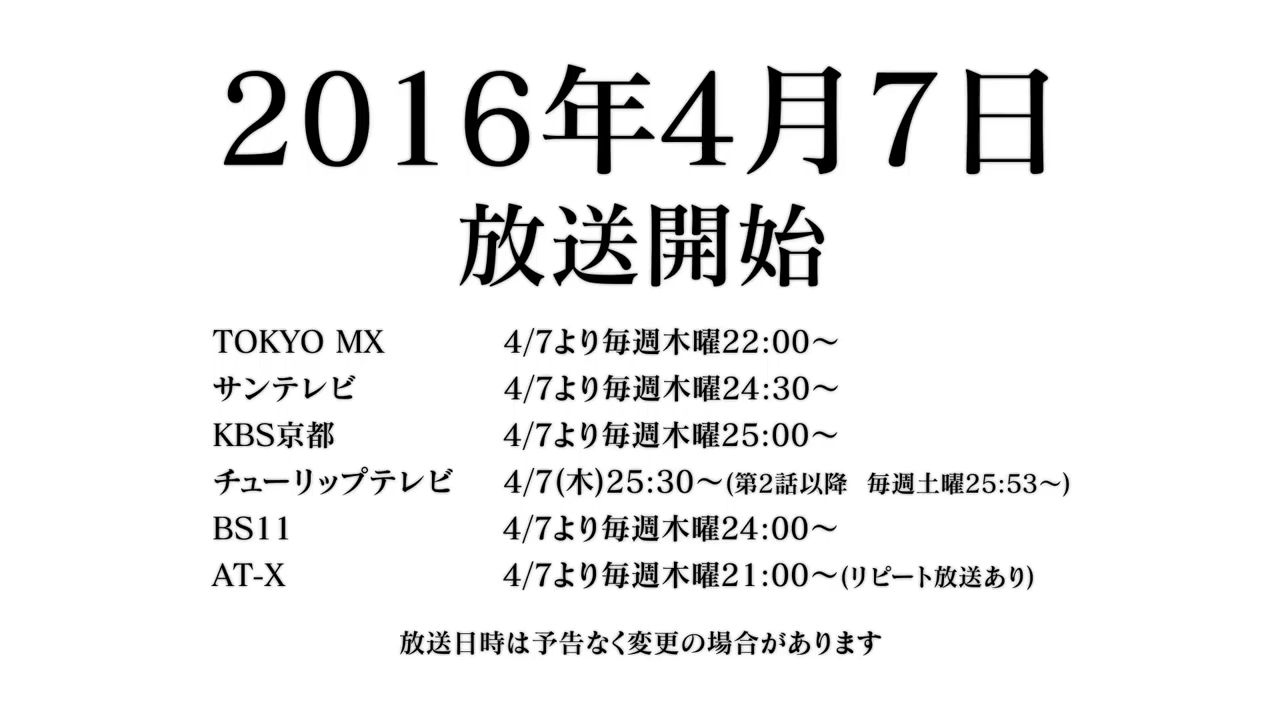 2016年4月7日
放送開始
TOKYO MX 4/7より毎週木曜22:00～
サンテレビ 4/7より毎週木曜24:30～
KBS京都 4/7より毎週木曜25:00～
チューリップテレビ 4/7(木)25:30～(第2話以降 毎週土曜25:53～)
BS11 4/7より毎週木曜24:00～
AT-X 4/7より毎週木曜21:00～(リピート放送あり)
放送日時は予告なく変更の場合があります